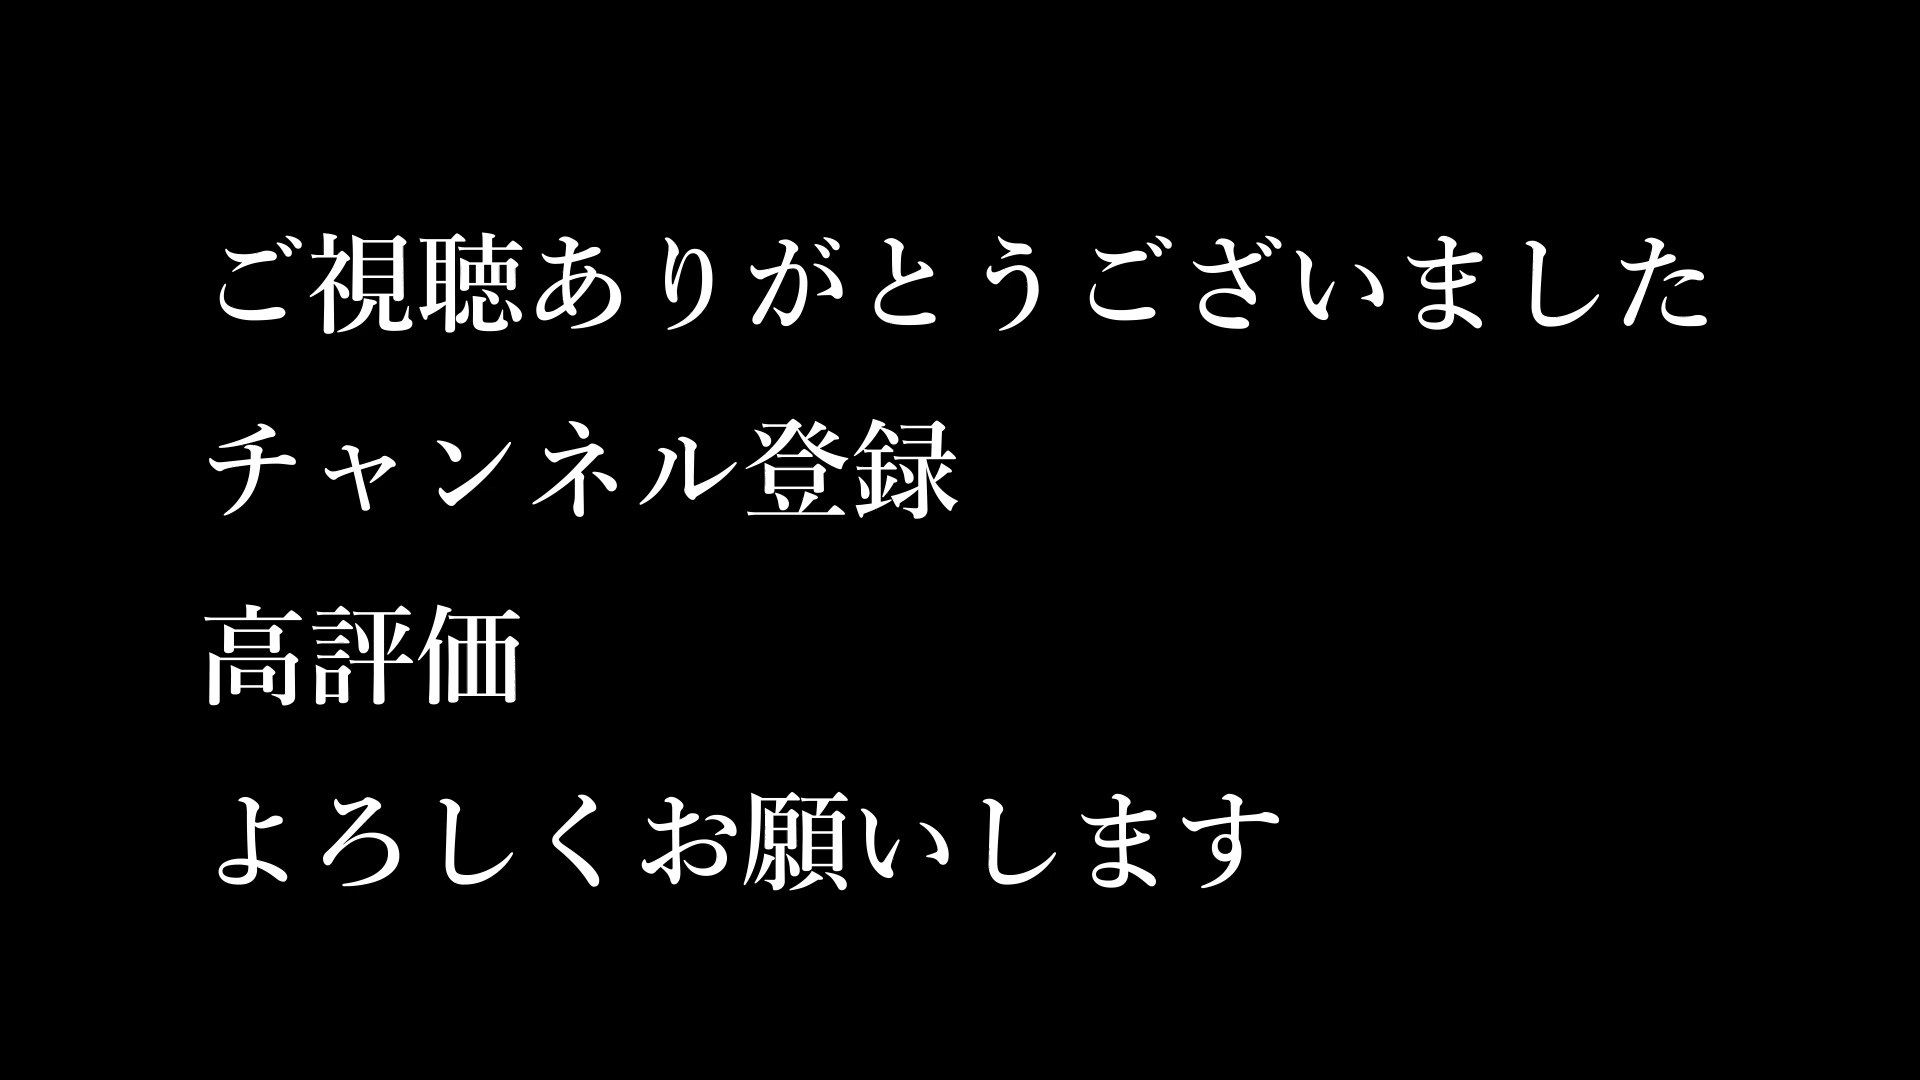 ご視聴ありがとうございました
チャンネル登録
高評価
よろしくお願いします